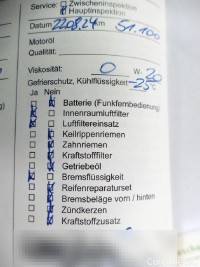 Service: ☐ Zwischeninspektion
☒ Hauptinspektion
Datum 22.08.24 km 51.100
Motoröl
Qualität:
Viskosität: 0 W- 20
Gefrierschutz, Kühlflüssigkeit -25°C
Ja Nein
☐ ☒ Batterie (Funkfernbedienung)
☒ ☐ Innenraumluftfilter
☒ ☐ Luftfiltereinsatz
☐ ☒ Keilrippenriemen
☐ ☒ Zahnriemen
☐ ☒ Kraftstofffilter
☐ ☒ Getriebeöl
☒ ☐ Bremsflüssigkeit
☐ ☒ Reifenreparaturset
☐ ☒ Bremsbeläge vorn / hinten
☐ ☒ Zündkerzen
☐ ☒ Kraftstoffzusatz